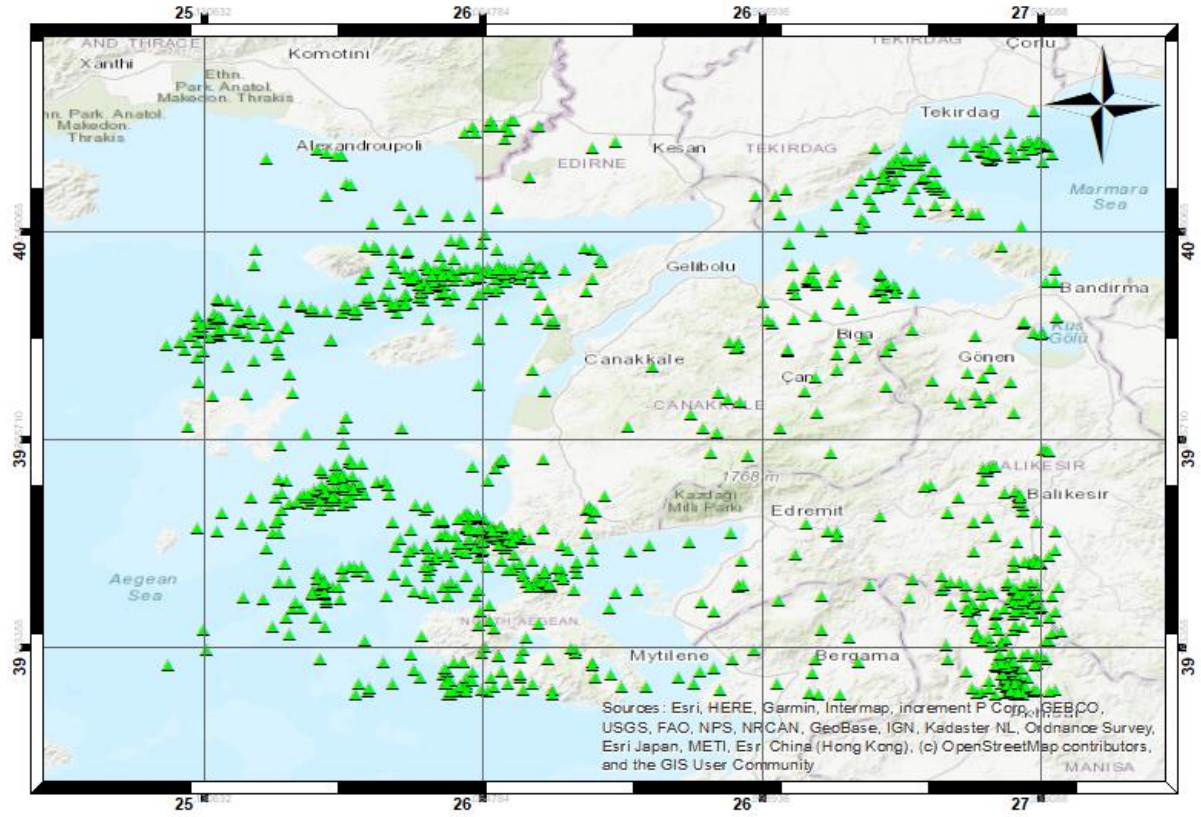 25 26 26 27
AND THRACE
Xanthi
Komotini
TEKIRDAG
Çorlu
Ethn.
Park. Anatol.
Makedon. Thrakis
nn. Park. Anatol.
Makedon.
Thrakis
Tekirdag
Alexandroupoli
EDIRNE
Kesan
TEKIRDAG
Marmara
Sea
40
40
Gelibolu
Bandirma
Biga
Kus
Gölü
Canakkale
Gönen
Çan
CANAKKALE
39
39
1768 m
BALIKESIR
Kazdagi
Milli Parki
Balikesir
Edremit
Aegean
Sea
NORTH AEGEAN
39
39
Mytilene
Bergama
Sources: Esri, HERE, Garmin, Intermap, increment P Corp., GEBCO,
USGS, FAO, NPS, NRCAN, GeoBase, IGN, Kadaster NL, Ordnance Survey,
Esri Japan, METI, Esri China (Hong Kong), (c) OpenStreetMap contributors,
and the GIS User Community
MANISA
25 26 26 27